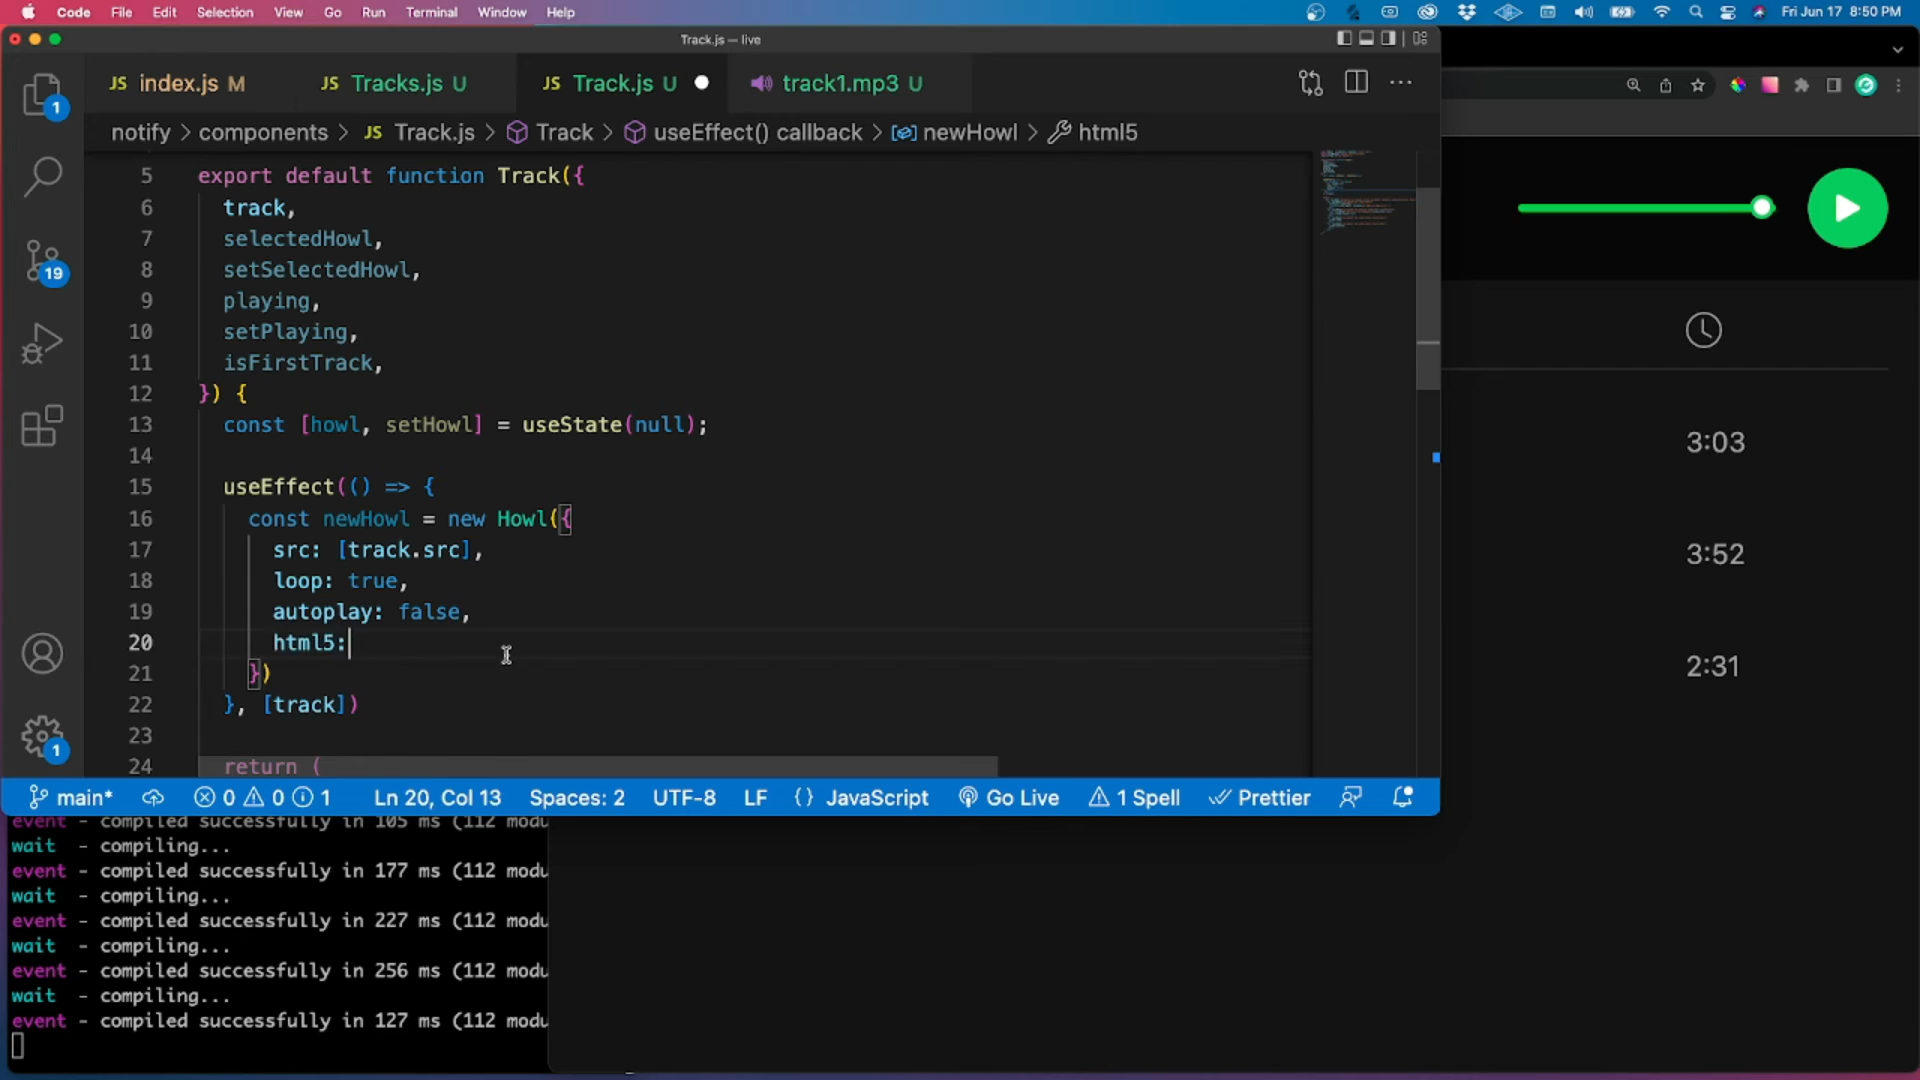 Code File Edit Selection View Go Run Terminal Window Help Fri Jun 17 8:50 PM
Track.js — live
JS index.js M JS Tracks.js U JS Track.js U track1.mp3 U
notify > components > JS Track.js > Track > useEffect() callback > newHowl > html5
5 export default function Track({
6 track,
7 selectedHowl,
8 setSelectedHowl,
9 playing,
10 setPlaying,
11 isFirstTrack,
12 }) {
13 const [howl, setHowl] = useState(null);
14
15 useEffect(() => {
16 const newHowl = new Howl({
17 src: [track.src],
18 loop: true,
19 autoplay: false,
20 html5:
21 })
22 }, [track])
23
24 return (
1
19
1
3:03
3:52
2:31
main* 0 0 1 Ln 20, Col 13 Spaces: 2 UTF-8 LF {} JavaScript Go Live 1 Spell Prettier
event - compiled successfully in 105 ms (112 modu
wait - compiling...
event - compiled successfully in 177 ms (112 modu
wait - compiling...
event - compiled successfully in 227 ms (112 modu
wait - compiling...
event - compiled successfully in 256 ms (112 modu
wait - compiling...
event - compiled successfully in 127 ms (112 modu